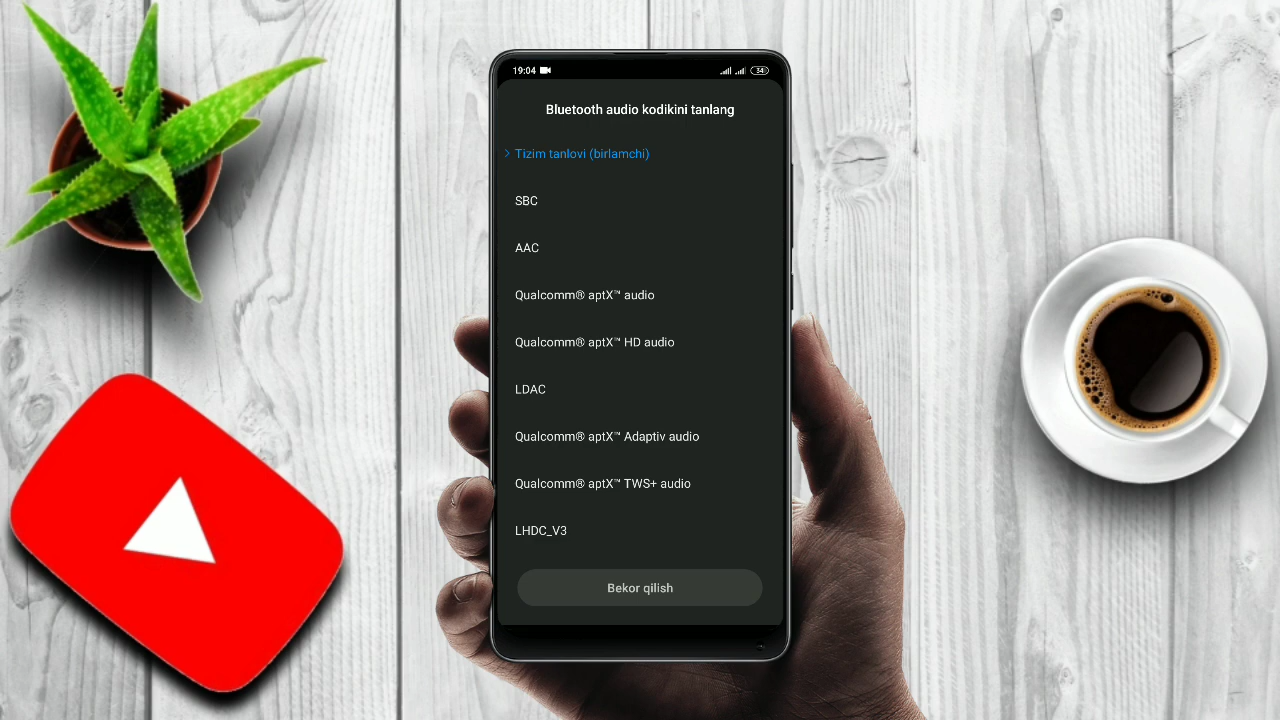 19:04
34
Bluetooth audio kodikini tanlang
Tizim tanlovi (birlamchi)
SBC
AAC
Qualcomm® aptX™ audio
Qualcomm® aptX™ HD audio
LDAC
Qualcomm® aptX™ Adaptiv audio
Qualcomm® aptX™ TWS+ audio
LHDC_V3
Bekor qilish